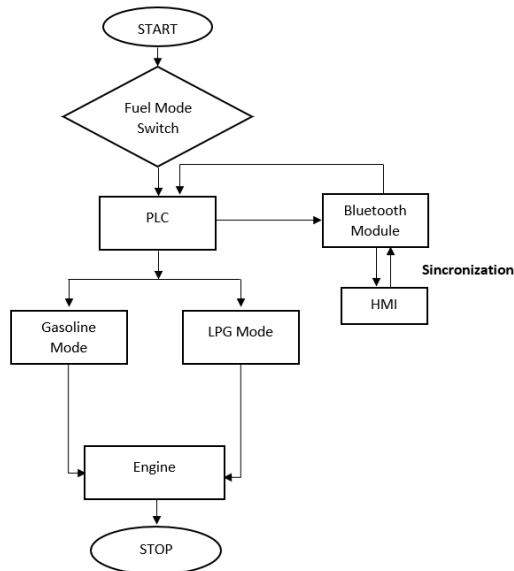 START
Fuel Mode
Switch
PLC
Bluetooth
Module
Sincronization
HMI
Gasoline
Mode
LPG Mode
Engine
STOP